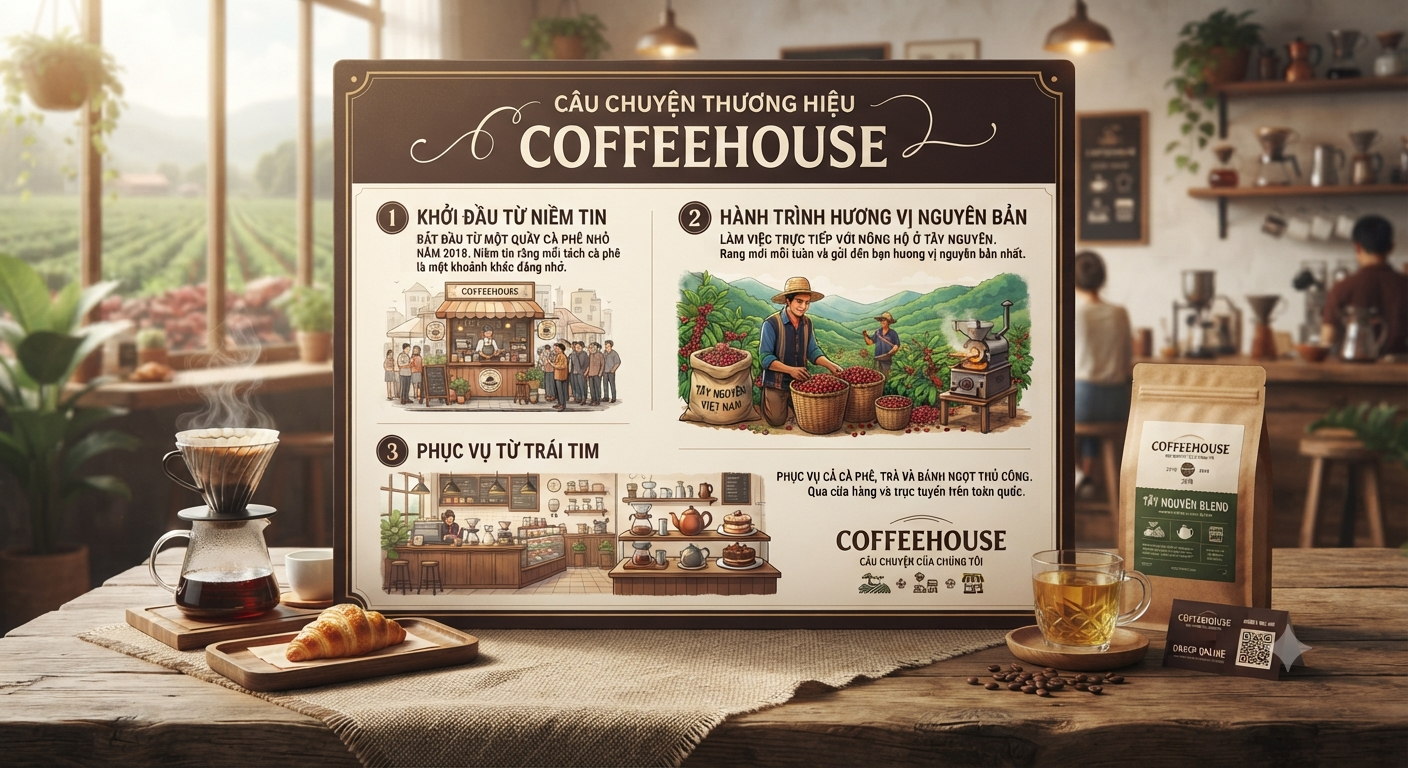 CÂU CHUYỆN THƯƠNG HIỆU
COFFEEHOUSE
1 KHỞI ĐẦU TỪ NIỀM TIN
BẮT ĐẦU TỪ MỘT QUẦY CÀ PHÊ NHỎ
NĂM 2018. Niềm tin rằng mỗi tách cà phê
là một khoảnh khắc đáng nhớ.
COFFEEHOURS
2 HÀNH TRÌNH HƯƠNG VỊ NGUYÊN BẢN
LÀM VIỆC TRỰC TIẾP VỚI NÔNG HỘ Ở TÂY NGUYÊN.
Rang mới mỗi tuần và gởi đến bạn huong vị nguyên bản nhất.
TÂY NGUYÊN
VIỆT NAM
3 PHỤC VỤ TỪ TRÁI TIM
PHỤC VỤ CẢ CÀ PHÊ, TRÀ VÀ BÁNH NGỌT THỦ CÔNG.
Qua cửa hàng và trực tuyến trên toàn quốc.
COFFEEHOUSE
CÂU CHUYỆN CỦA CHÚNG TÔI
COFFEEHOUSE
TÂY NGUYÊN BLEND
COFFEEHOUSE
ONLINE